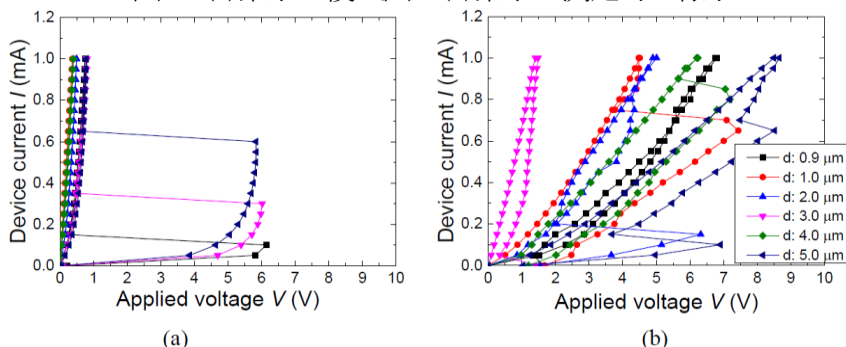 1.2
1.0
0.8
0.6
0.4
0.2
0.0
Device current I (mA)
0 1 2 3 4 5 6 7 8 9 10
Applied voltage V (V)
(a)
1.2
1.0
0.8
0.6
0.4
0.2
0.0
Device current I (mA)
0 1 2 3 4 5 6 7 8 9 10
Applied voltage V (V)
d: 0.9 μm
d: 1.0 μm
d: 2.0 μm
d: 3.0 μm
d: 4.0 μm
d: 5.0 μm
(b)